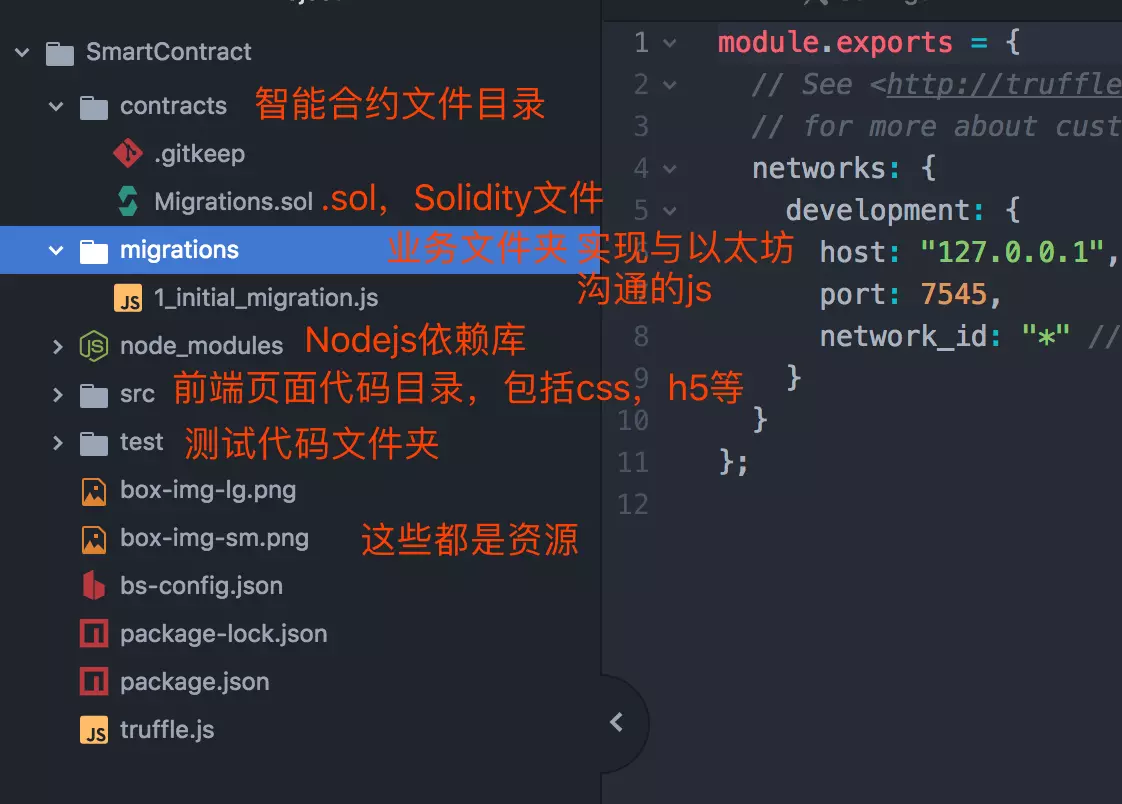 SmartContract
contracts 智能合约文件目录
.gitkeep
Migrations.sol .sol，Solidity文件
migrations 业务文件夹 实现与以太坊
沟通的js
1_initial_migration.js
node_modules Nodejs依赖库
src 前端页面代码目录，包括css，h5等
test 测试代码文件夹
box-img-lg.png
box-img-sm.png 这些都是资源
bs-config.json
package-lock.json
package.json
truffle.js
1 module.exports = {
2 // See <http://truffle
3 // for more about cust
4 networks: {
5 development: {
host: "127.0.0.1",
port: 7545,
8 network_id: "*" //
9 }
10 }
11 };
12